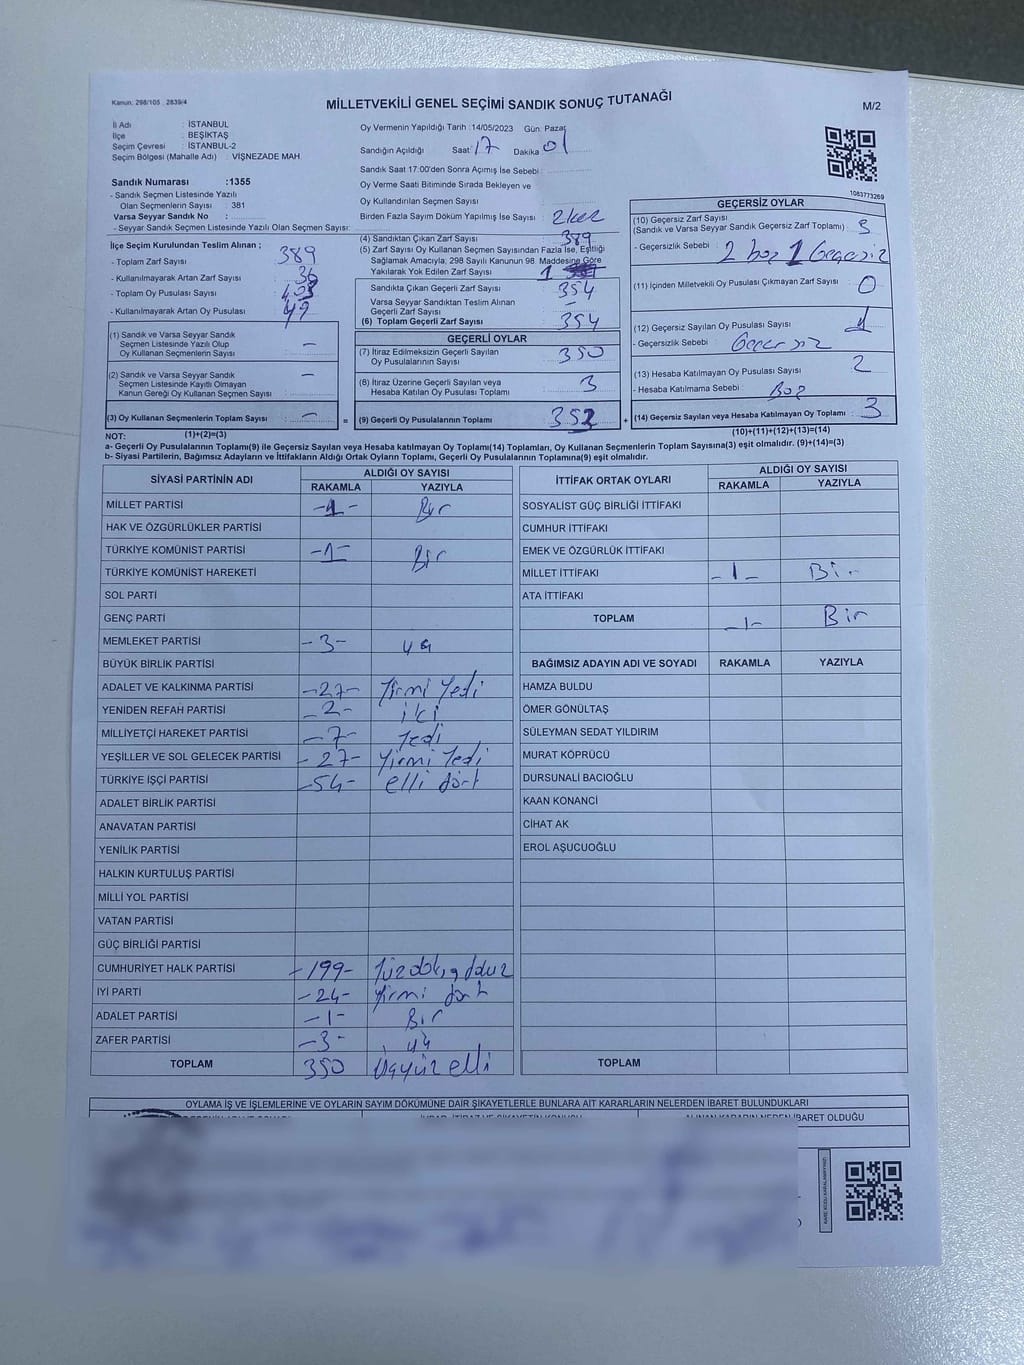 Kanun: 298/105 , 2839/4
MİLLETVEKİLİ GENEL SEÇİMİ SANDIK SONUÇ TUTANAĞI
M/2
İl Adı : İSTANBUL
İlçe : BEŞİKTAŞ
Seçim Çevresi : İSTANBUL-2
Seçim Bölgesi (Mahalle Adı) : VİŞNEZADE MAH.
Sandık Numarası :1355
- Sandık Seçmen Listesinde Yazılı
Olan Seçmenlerin Sayısı : 381
Varsa Seyyar Sandık No :
- Seyyar Sandık Seçmen Listesinde Yazılı Olan Seçmen Sayısı:
Oy Vermenin Yapıldığı Tarih :14/05/2023 Gün: Pazar
Sandığın Açıldığı Saat 17 Dakika 01
Sandık Saat 17:00'den Sonra Açımış İse Sebebi :
Oy Verme Saati Bitiminde Sırada Bekleyen ve
Oy Kullandırılan Seçmen Sayısı :
Birden Fazla Sayım Döküm Yapılmış İse Sayısı : 2 kez
1083773269
İlçe Seçim Kurulundan Teslim Alınan ;
- Toplam Zarf Sayısı : 389
- Kullanılmayarak Artan Zarf Sayısı : 36
- Toplam Oy Pusulası Sayısı :
- Kullanılmayarak Artan Oy Pusulası : 49
(1) Sandık ve Varsa Seyyar Sandık
Seçmen Listesinde Yazılı Olup
Oy Kullanan Seçmenlerin Sayısı : –
(2) Sandık ve Varsa Seyyar Sandık
Seçmen Listesinde Kayıtlı Olmayan
Kanun Gereği Oy Kullanan Seçmen Sayısı : –
(3) Oy Kullanan Seçmenlerin Toplam Sayısı : –
(1)+(2)=(3)
(4) Sandıktan Çıkan Zarf Sayısı : 389
(5) Zarf Sayısı Oy Kullanan Seçmen Sayısından Fazla İse, Eşitliği
Sağlamak Amacıyla, 298 Sayılı Kanunun 98. Maddesine Göre
Yakılarak Yok Edilen Zarf Sayısı : 1
Sandıkta Çıkan Geçerli Zarf Sayısı : 354
Varsa Seyyar Sandıktan Teslim Alınan
Geçerli Zarf Sayısı : –
(6) Toplam Geçerli Zarf Sayısı : 354
GEÇERLİ OYLAR
(7) İtiraz Edilmeksizin Geçerli Sayılan
Oy Pusulalarının Sayısı : 350
(8) İtiraz Üzerine Geçerli Sayılan veya
Hesaba Katılan Oy Pusulası Toplamı : 3
= (9) Geçerli Oy Pusulalarının Toplamı : 352 +
GEÇERSİZ OYLAR
(10) Geçersiz Zarf Sayısı
(Sandık ve Varsa Seyyar Sandık Geçersiz Zarf Toplamı) : 3
- Geçersizlik Sebebi : 2 boş 1 Geçersiz
(11) İçinden Milletvekili Oy Pusulası Çıkmayan Zarf Sayısı : 0
(12) Geçersiz Sayılan Oy Pusulası Sayısı : 1
- Geçersizlik Sebebi : Geçersiz
(13) Hesaba Katılmayan Oy Pusulası Sayısı : 2
- Hesaba Katılmama Sebebi : Boş
(14) Geçersiz Sayılan veya Hesaba Katılmayan Oy Toplamı : 3
(10)+(11)+(12)+(13)=(14)
NOT:
a- Geçerli Oy Pusulalarının Toplamı(9) ile Geçersiz Sayılan veya Hesaba katılmayan Oy Toplamı(14) Toplamları, Oy Kullanan Seçmenlerin Toplam Sayısına(3) eşit olmalıdır. (9)+(14)=(3)
b- Siyasi Partilerin, Bağımsız Adayların ve İttifakların Aldığı Ortak Oyların Toplamı, Geçerli Oy Pusulalarının Toplamına(9) eşit olmalıdır.
SİYASİ PARTİNİN ADI ALDIĞI OY SAYISI
RAKAMLA YAZIYLA
MİLLET PARTİSİ -1- Bir
HAK VE ÖZGÜRLÜKLER PARTİSİ
TÜRKİYE KOMÜNİST PARTİSİ -1- Bir
TÜRKİYE KOMÜNİST HAREKETİ
SOL PARTİ
GENÇ PARTİ
MEMLEKET PARTİSİ -3- üç
BÜYÜK BİRLİK PARTİSİ
ADALET VE KALKINMA PARTİSİ -27- Yirmi Yedi
YENİDEN REFAH PARTİSİ -2- iki
MİLLİYETÇİ HAREKET PARTİSİ -7- Yedi
YEŞİLLER VE SOL GELECEK PARTİSİ -27- Yirmi Yedi
TÜRKİYE İŞÇİ PARTİSİ -54- elli dört
ADALET BİRLİK PARTİSİ
ANAVATAN PARTİSİ
YENİLİK PARTİSİ
HALKIN KURTULUŞ PARTİSİ
MİLLİ YOL PARTİSİ
VATAN PARTİSİ
GÜÇ BİRLİĞİ PARTİSİ
CUMHURİYET HALK PARTİSİ -199- Yüz doksan dokuz
İYİ PARTİ -24- Yirmi dört
ADALET PARTİSİ -1- Bir
ZAFER PARTİSİ -3- üç
TOPLAM 350 Üçyüz elli
İTTİFAK ORTAK OYLARI ALDIĞI OY SAYISI
RAKAMLA YAZIYLA
SOSYALİST GÜÇ BİRLİĞİ İTTİFAKI
CUMHUR İTTİFAKI
EMEK VE ÖZGÜRLÜK İTTİFAKI
MİLLET İTTİFAKI -1- Bir
ATA İTTİFAKI
TOPLAM -1- Bir
BAĞIMSIZ ADAYIN ADI VE SOYADI RAKAMLA YAZIYLA
HAMZA BULDU
ÖMER GÖNÜLTAŞ
SÜLEYMAN SEDAT YILDIRIM
MURAT KÖPRÜCÜ
DURSUNALİ BACIOĞLU
KAAN KONANCİ
CİHAT AK
EROL AŞUCUOĞLU
TOPLAM
OYLAMA İŞ VE İŞLEMLERİNE VE OYLARIN SAYIM DÖKÜMÜNE DAİR ŞİKAYETLERLE BUNLARA AİT KARARLARIN NELERDEN İBARET BULUNDUKLARI
İHBAR, İTİRAZ VE ŞİKAYETİN KONUSU ALINAN KARARIN NEDEN İBARET OLDUĞU
KARE KODU KARALAMAYINIZ!